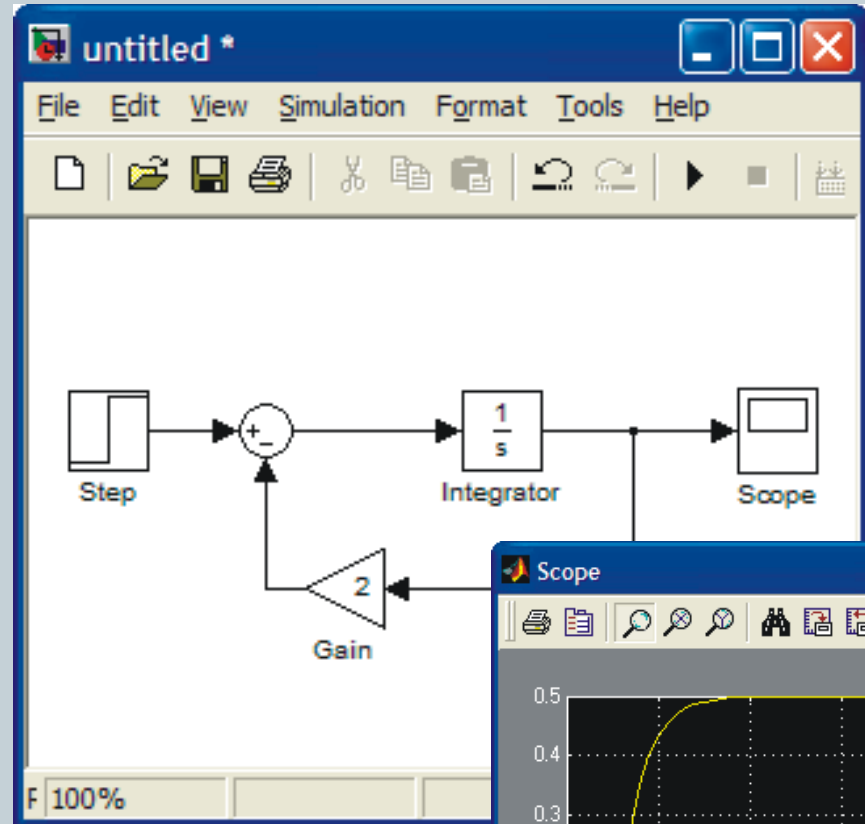 untitled *
File Edit View Simulation Format Tools Help
+
-
1
s
Step
Integrator
Scope
2
Gain
Scope
0.5
0.4
0.3
F 100%